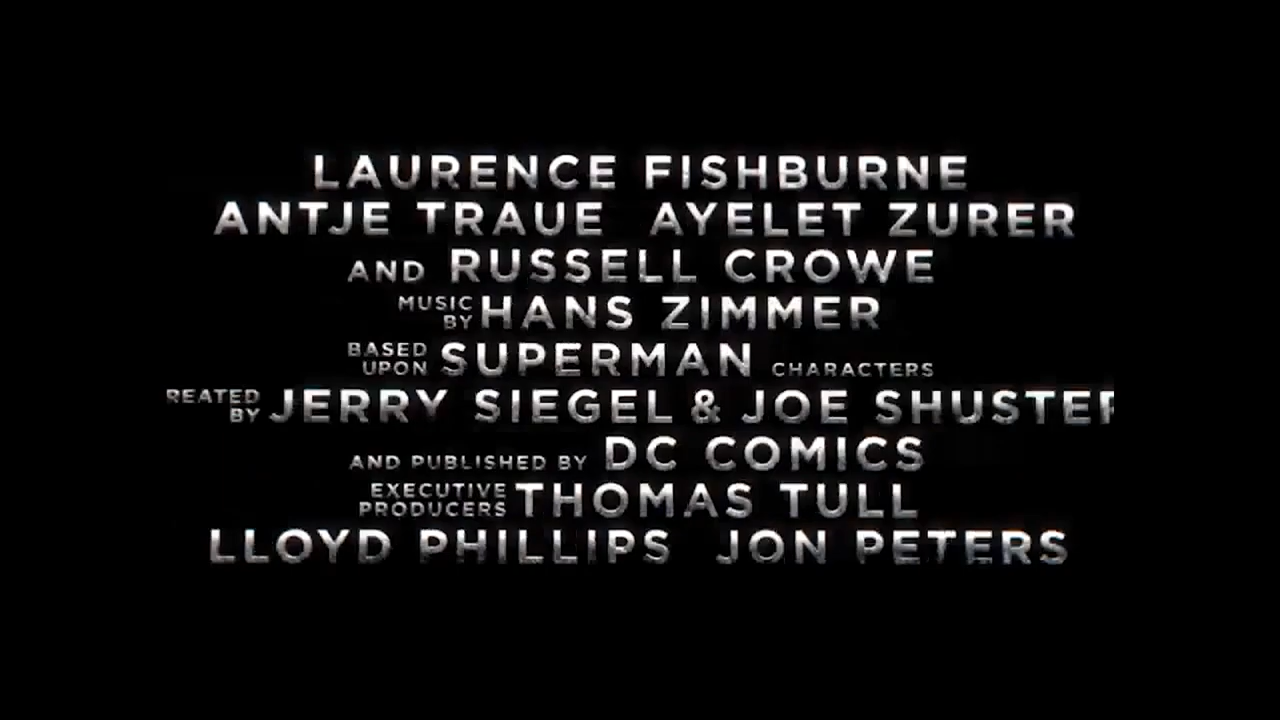 LAURENCE FISHBURNE
ANTJE TRAUE AYELET ZURER
AND RUSSELL CROWE
MUSIC BY HANS ZIMMER
BASED UPON SUPERMAN CHARACTERS
REATED BY JERRY SIEGEL & JOE SHUSTER
AND PUBLISHED BY DC COMICS
EXECUTIVE PRODUCERS THOMAS TULL
LLOYD PHILLIPS JON PETERS